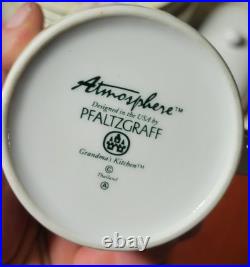 Atmosphere™
Designed in the USA by
PFALTZGRAFF
Grandma's Kitchen™
©
Thailand
A